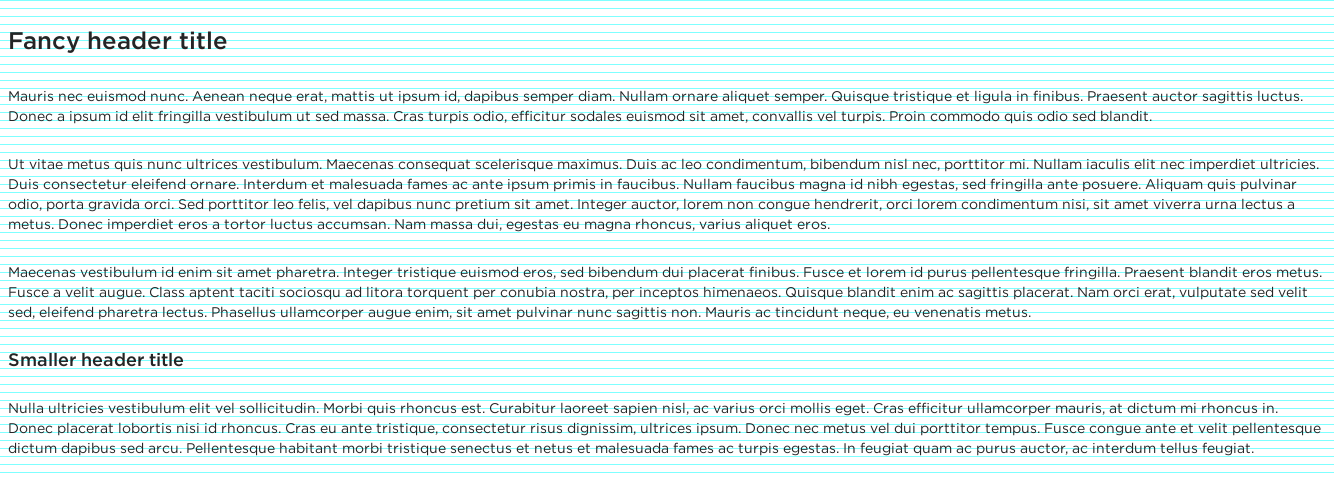 Fancy header title
Mauris nec euismod nunc. Aenean neque erat, mattis ut ipsum id, dapibus semper diam. Nullam ornare aliquet semper. Quisque tristique et ligula in finibus. Praesent auctor sagittis luctus.
Donec a ipsum id elit fringilla vestibulum ut sed massa. Cras turpis odio, efficitur sodales euismod sit amet, convallis vel turpis. Proin commodo quis odio sed blandit.
Ut vitae metus quis nunc ultrices vestibulum. Maecenas consequat scelerisque maximus. Duis ac leo condimentum, bibendum nisl nec, porttitor mi. Nullam iaculis elit nec imperdiet ultricies.
Duis consectetur eleifend ornare. Interdum et malesuada fames ac ante ipsum primis in faucibus. Nullam faucibus magna id nibh egestas, sed fringilla ante posuere. Aliquam quis pulvinar
odio, porta gravida orci. Sed porttitor leo felis, vel dapibus nunc pretium sit amet. Integer auctor, lorem non congue hendrerit, orci lorem condimentum nisi, sit amet viverra urna lectus a
metus. Donec imperdiet eros a tortor luctus accumsan. Nam massa dui, egestas eu magna rhoncus, varius aliquet eros.
Maecenas vestibulum id enim sit amet pharetra. Integer tristique euismod eros, sed bibendum dui placerat finibus. Fusce et lorem id purus pellentesque fringilla. Praesent blandit eros metus.
Fusce a velit augue. Class aptent taciti sociosqu ad litora torquent per conubia nostra, per inceptos himenaeos. Quisque blandit enim ac sagittis placerat. Nam orci erat, vulputate sed velit
sed, eleifend pharetra lectus. Phasellus ullamcorper augue enim, sit amet pulvinar nunc sagittis non. Mauris ac tincidunt neque, eu venenatis metus.
Smaller header title
Nulla ultricies vestibulum elit vel sollicitudin. Morbi quis rhoncus est. Curabitur laoreet sapien nisl, ac varius orci mollis eget. Cras efficitur ullamcorper mauris, at dictum mi rhoncus in.
Donec placerat lobortis nisi id rhoncus. Cras eu ante tristique, consectetur risus dignissim, ultrices ipsum. Donec nec metus vel dui porttitor tempus. Fusce congue ante et velit pellentesque
dictum dapibus sed arcu. Pellentesque habitant morbi tristique senectus et netus et malesuada fames ac turpis egestas. In feugiat quam ac purus auctor, ac interdum tellus feugiat.